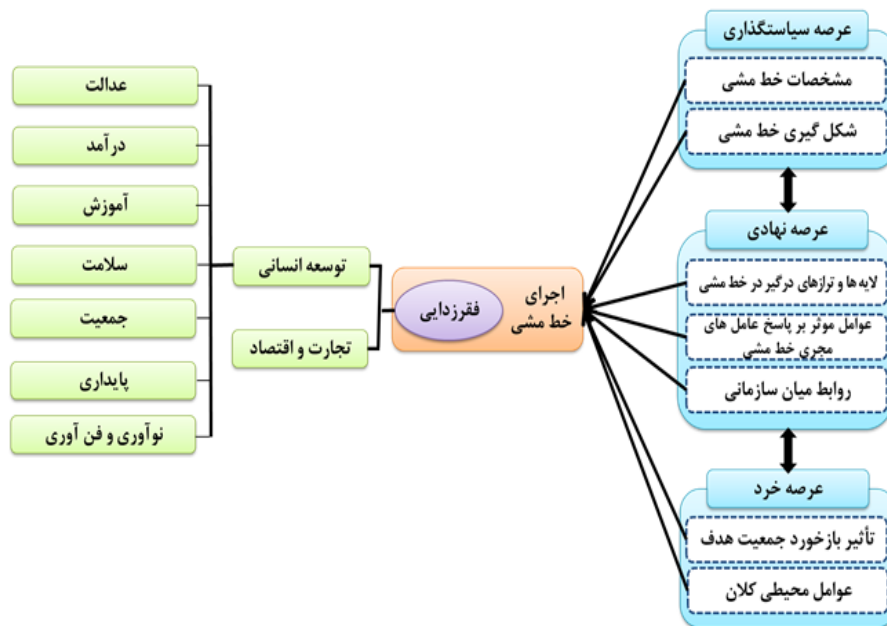 عرصه سیاستگذاری
مشخصات خط مشی
شکل گیری خط مشی
عرصه نهادی
لایه ها و ترازهای درگیر در خط مشی
عوامل موثر بر پاسخ عامل های
مجری خط مشی
روابط میان سازمانی
عرصه خرد
تأثیر بازخورد جمعیت هدف
عوامل محیطی کلان
اجرای
خط مشی
فقرزدایی
توسعه انسانی
تجارت و اقتصاد
عدالت
درآمد
آموزش
سلامت
جمعیت
پایداری
نوآوری و فن آوری